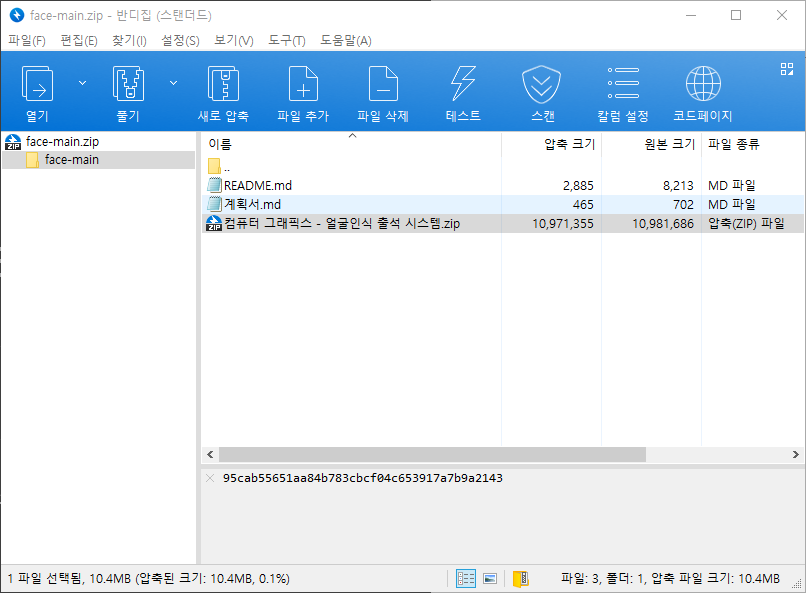 face-main.zip - 반디집 (스탠더드)
파일(F) 편집(E) 찾기(I) 설정(S) 보기(V) 도구(T) 도움말(A)
열기 풀기 새로 압축 파일 추가 파일 삭제 테스트 스캔 칼럼 설정 코드페이지
face-main.zip
face-main
이름 압축 크기 원본 크기 파일 종류
..
README.md 2,885 8,213 MD 파일
계획서.md 465 702 MD 파일
컴퓨터 그래픽스 - 얼굴인식 출석 시스템.zip 10,971,355 10,981,686 압축(ZIP) 파일
95cab55651aa84b783cbcf04c653917a7b9a2143
1 파일 선택됨, 10.4MB (압축된 크기: 10.4MB, 0.1%) 파일: 3, 폴더: 1, 압축 파일 크기: 10.4MB